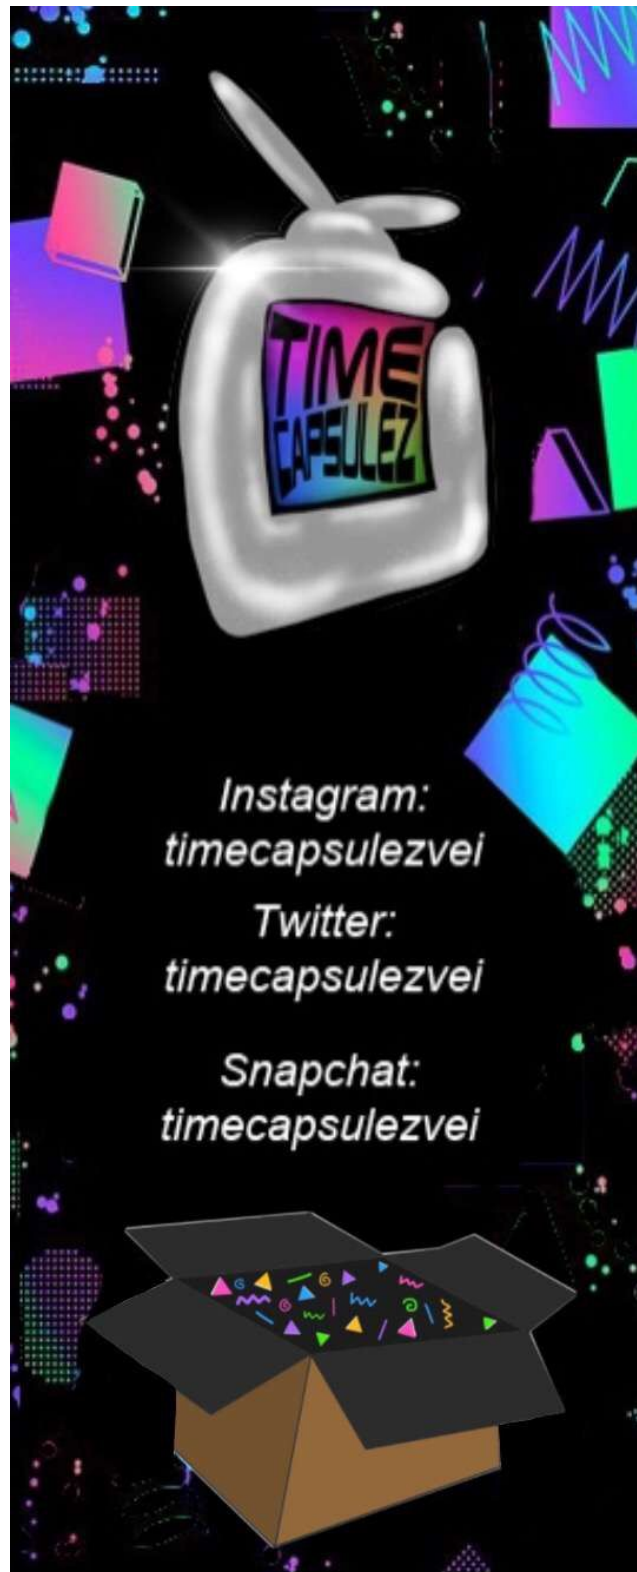 TIME
CAPSULEZ
Instagram:
timecapsulezvei
Twitter:
timecapsulezvei
Snapchat:
timecapsulezvei